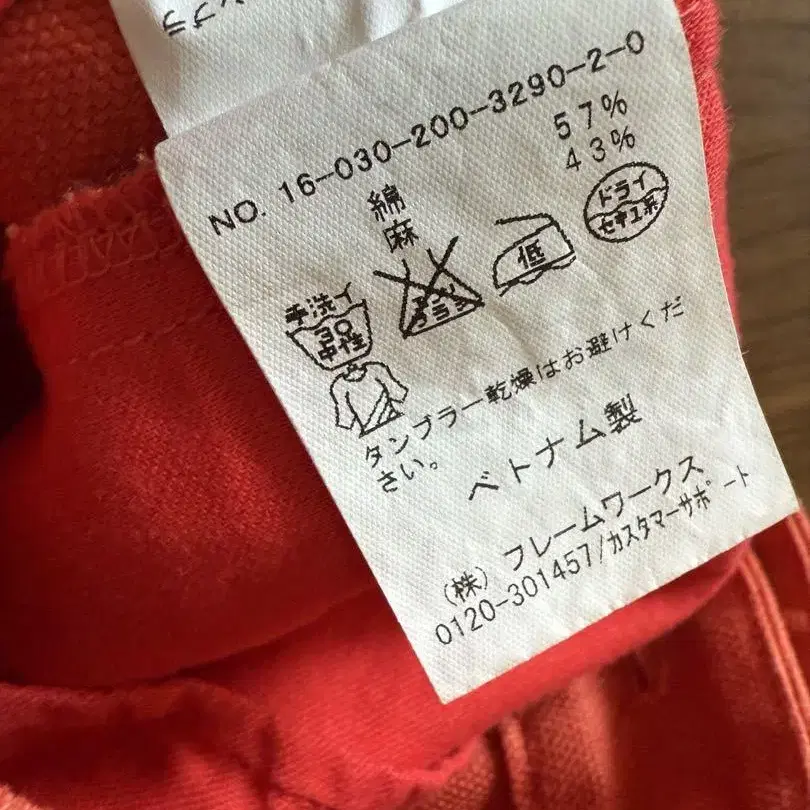 NO. 16-030-200-3290-2-0
綿 57%
麻 43%
手洗イ
30
中性
低
ドライ
セキユ系
タンブラー乾燥はお避けくだ
さい。
ベトナム製
(株) フレームワークス
0120-301457/カスタマーサポート